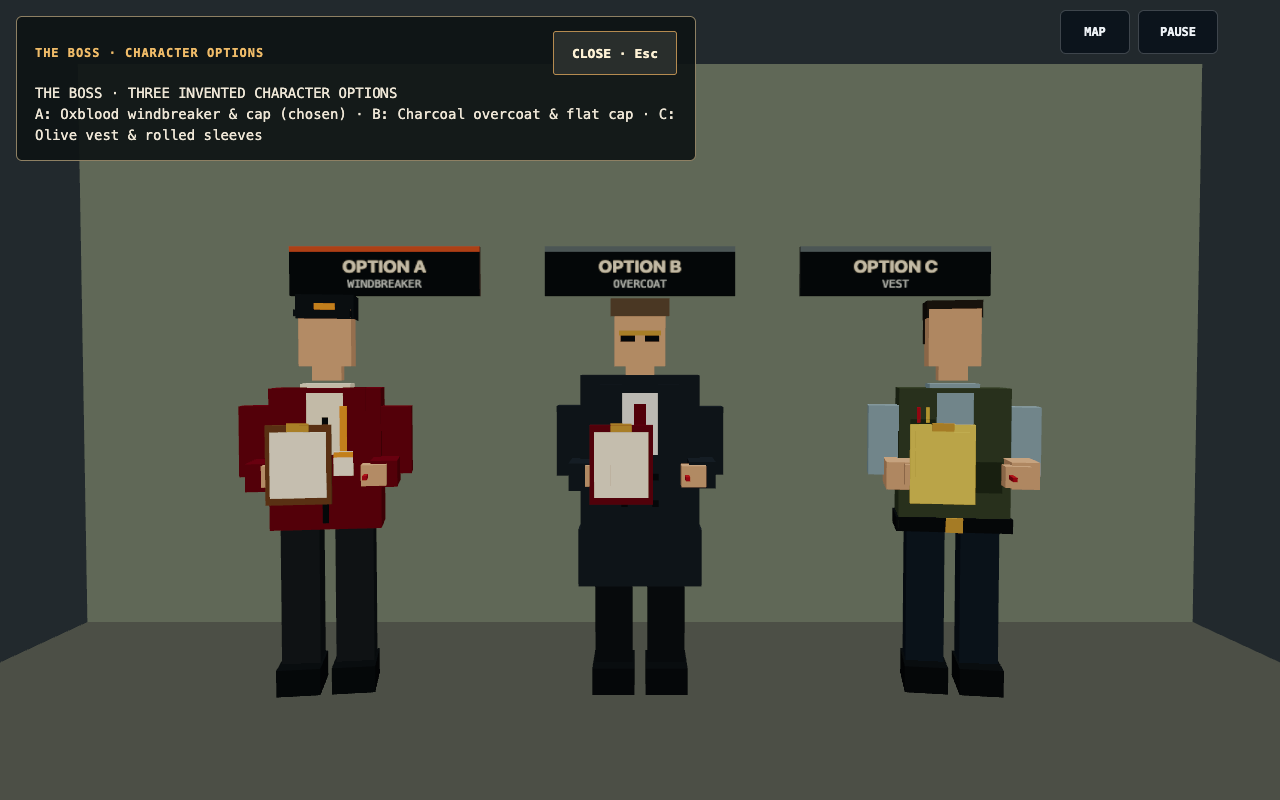 THE BOSS · CHARACTER OPTIONS
CLOSE · Esc
MAP
PAUSE
THE BOSS · THREE INVENTED CHARACTER OPTIONS
A: Oxblood windbreaker & cap (chosen) · B: Charcoal overcoat & flat cap · C:
Olive vest & rolled sleeves
OPTION A
WINDBREAKER
OPTION B
OVERCOAT
OPTION C
VEST